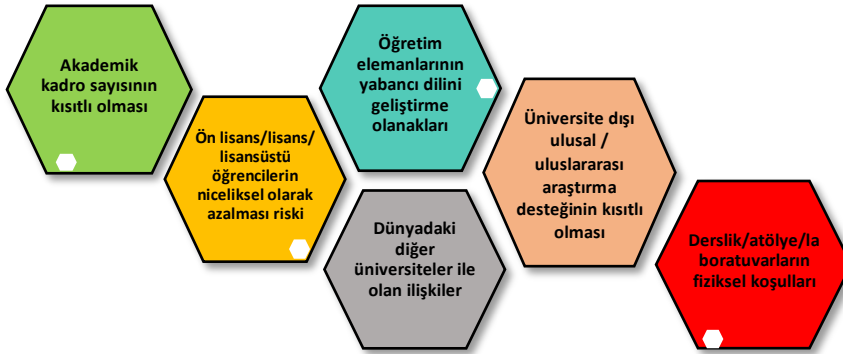 Akademik
kadro sayısının
kısıtlı olması
Ön lisans/lisans/
lisansüstü
öğrencilerin
niceliksel olarak
azalması riski
Öğretim
elemanlarının
yabancı dilini
geliştirme
olanakları
Dünyadaki
diğer
üniversiteler ile
olan ilişkiler
Üniversite dışı
ulusal /
uluslararası
araştırma
desteğinin kısıtlı
olması
Derslik/atölye/la
boratuvarların
fiziksel koşulları